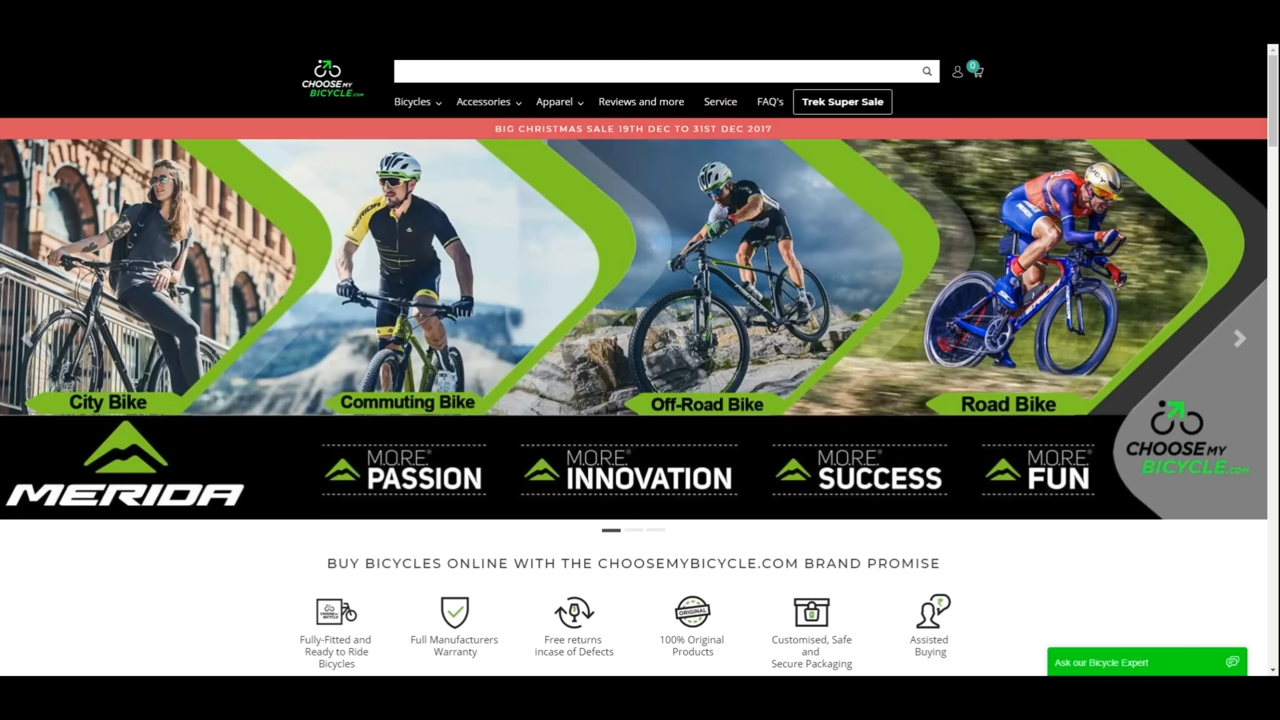 CHOOSE MY
BICYCLE.COM
0
Bicycles Accessories Apparel Reviews and more Service FAQ's Trek Super Sale
BIG CHRISTMAS SALE 19TH DEC TO 31ST DEC 2017
MERIDA
City Bike Commuting Bike Off-Road Bike Road Bike
MERIDA
M.O.R.E.® PASSION
M.O.R.E.® INNOVATION
M.O.R.E.® SUCCESS
M.O.R.E.® FUN
CHOOSE MY
BICYCLE.COM
BUY BICYCLES ONLINE WITH THE CHOOSEMYBICYCLE.COM BRAND PROMISE
ORIGINAL
Fully-Fitted and
Ready to Ride
Bicycles
Full Manufacturers
Warranty
Free returns
incase of Defects
100% Original
Products
Customised, Safe
and
Secure Packaging
Assisted
Buying
Ask our Bicycle Expert